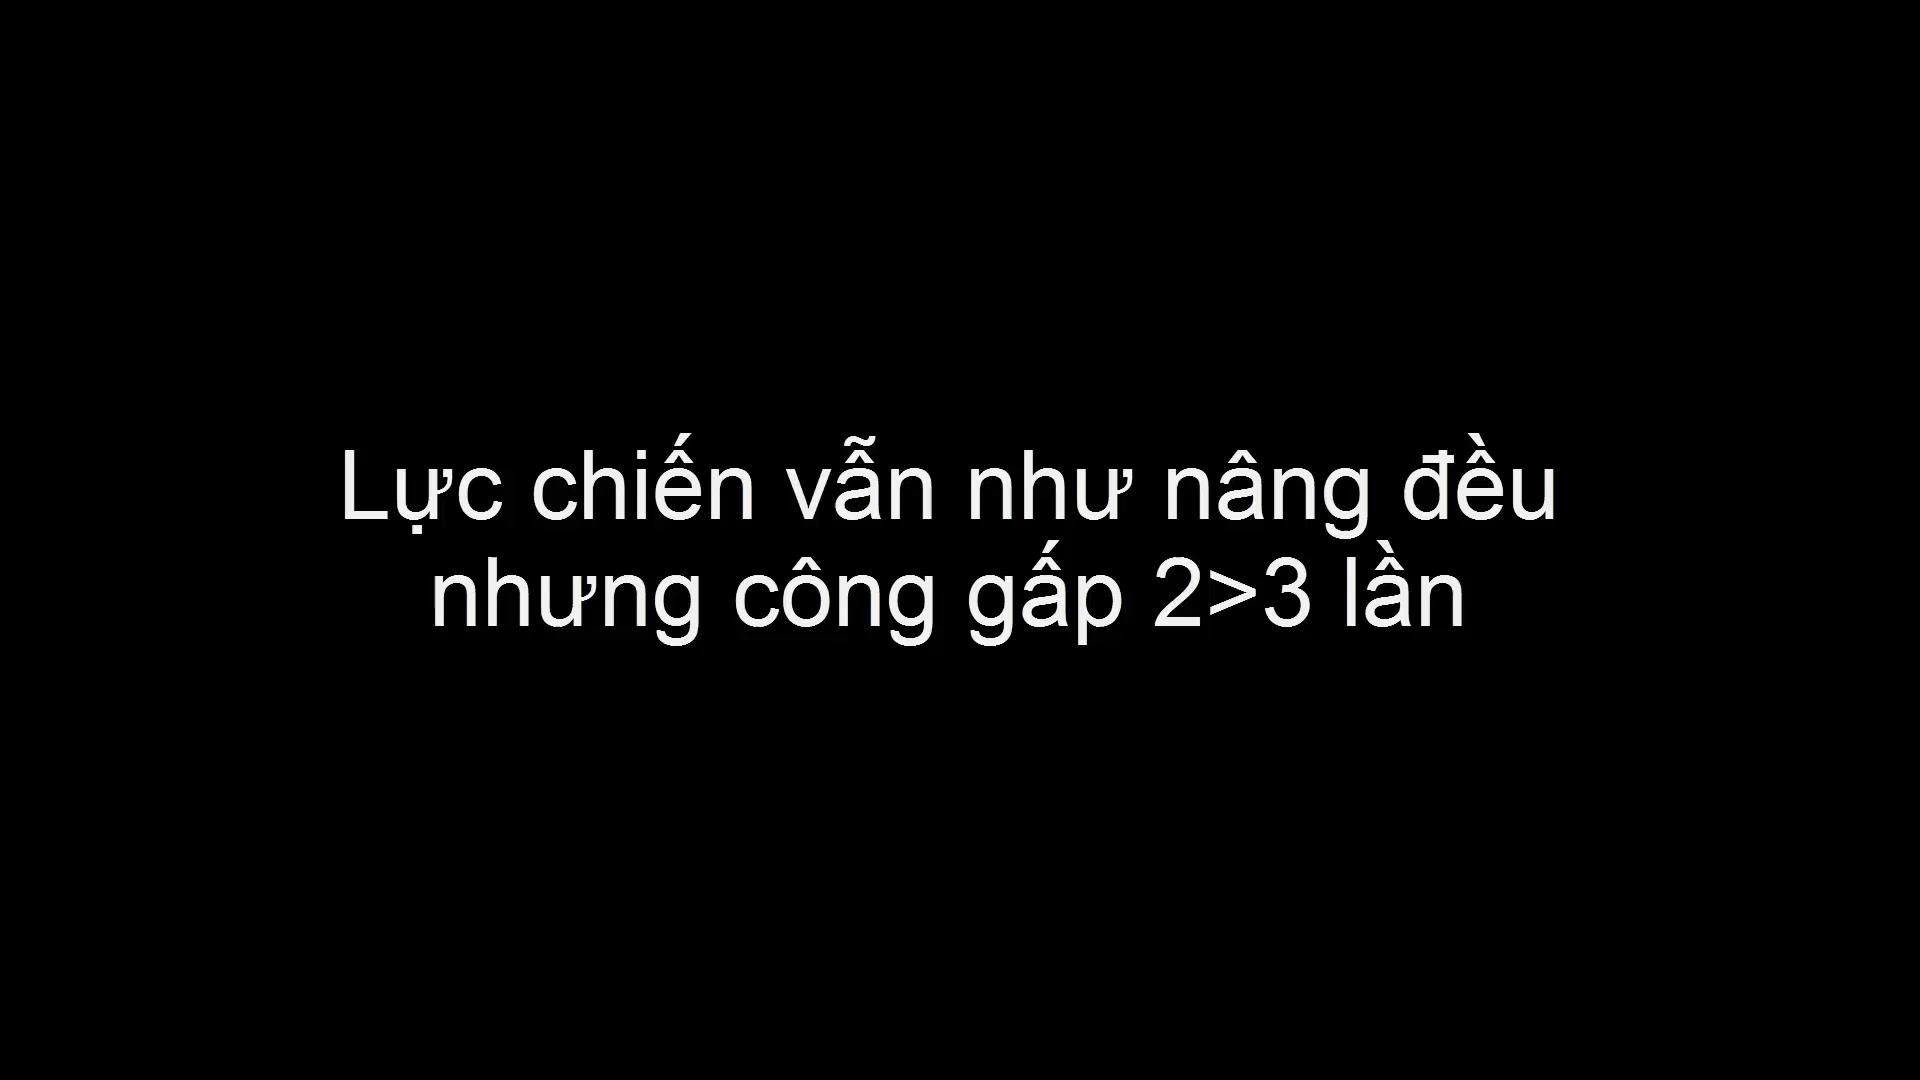 Lực chiến vẫn như nâng đều
nhưng công gấp 2>3 lần